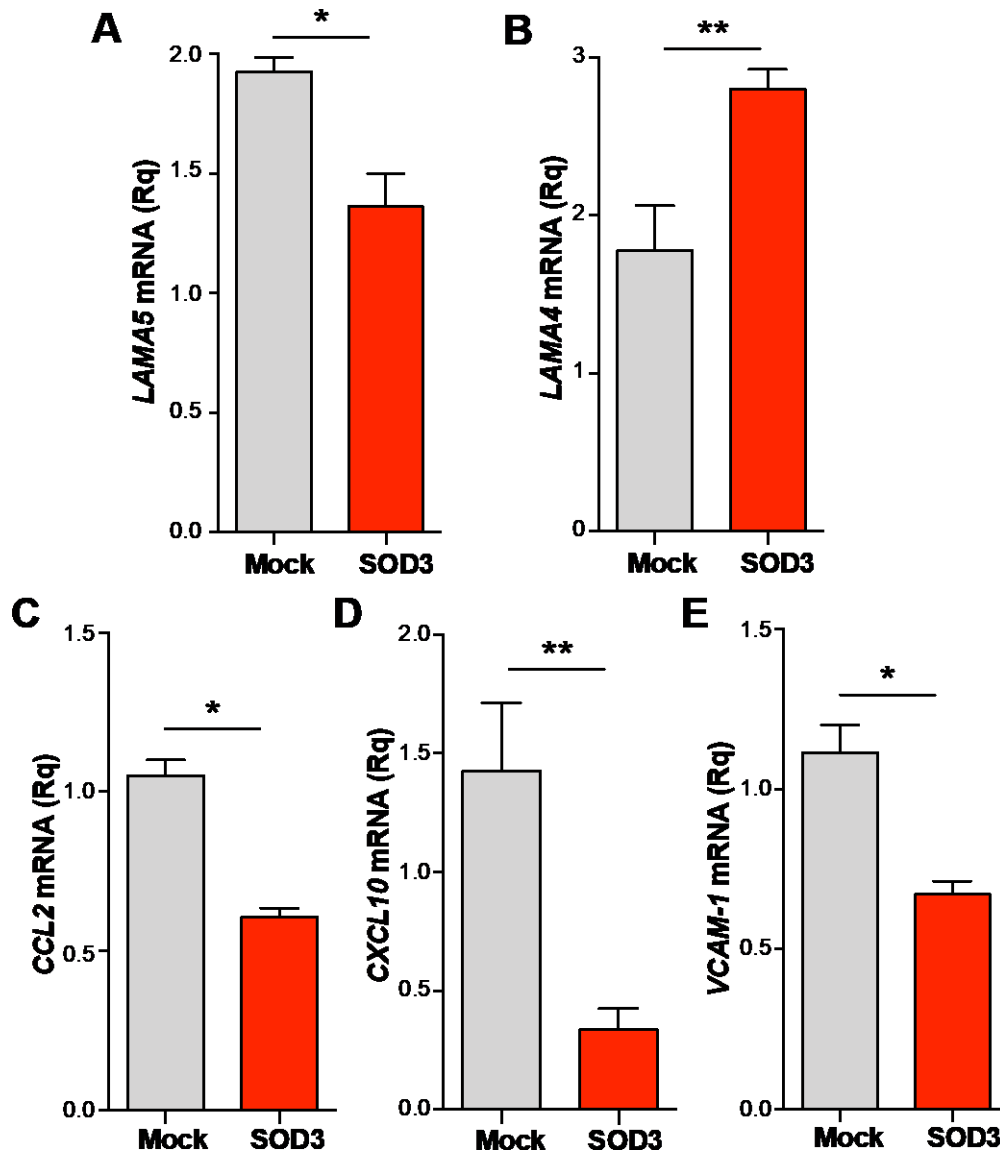 A
*
LAMA5 mRNA (Rq)
2.0
1.5
1.0
0.5
0.0
Mock SOD3
B
**
LAMA4 mRNA (Rq)
3
2
1
0
Mock SOD3
C
*
CCL2 mRNA (Rq)
1.5
1.0
0.5
0.0
Mock SOD3
D
**
CXCL10 mRNA (Rq)
2.0
1.5
1.0
0.5
0.0
Mock SOD3
E
*
VCAM-1 mRNA (Rq)
1.5
1.0
0.5
0.0
Mock SOD3